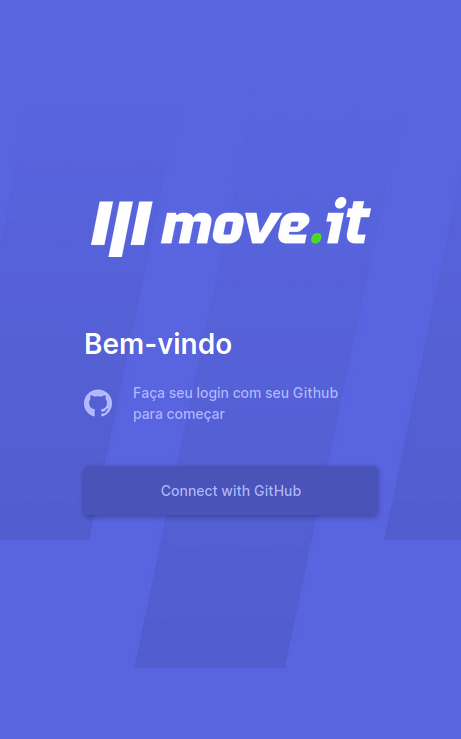 move.it
Bem-vindo
Faça seu login com seu Github
para começar
Connect with GitHub